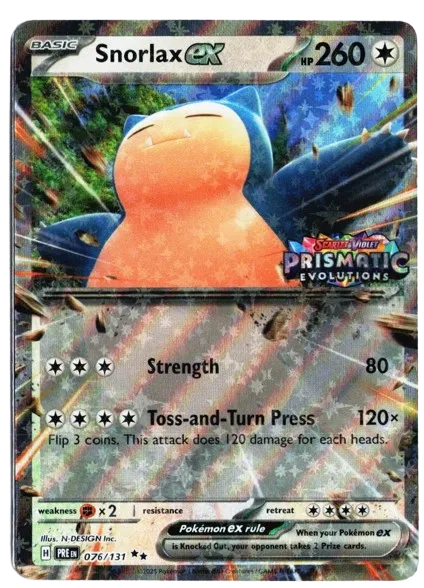 BASIC Snorlax ex HP 260
SCARLET & VIOLET
PRISMATIC
EVOLUTIONS
Strength 80
Toss-and-Turn Press 120×
Flip 3 coins. This attack does 120 damage for each heads.
weakness ×2 resistance retreat
Illus. N-DESIGN Inc.
Pokémon ex rule
When your Pokémon ex
is Knocked Out, your opponent takes 2 Prize cards.
H PRE EN 076/131
©2025 Pokémon